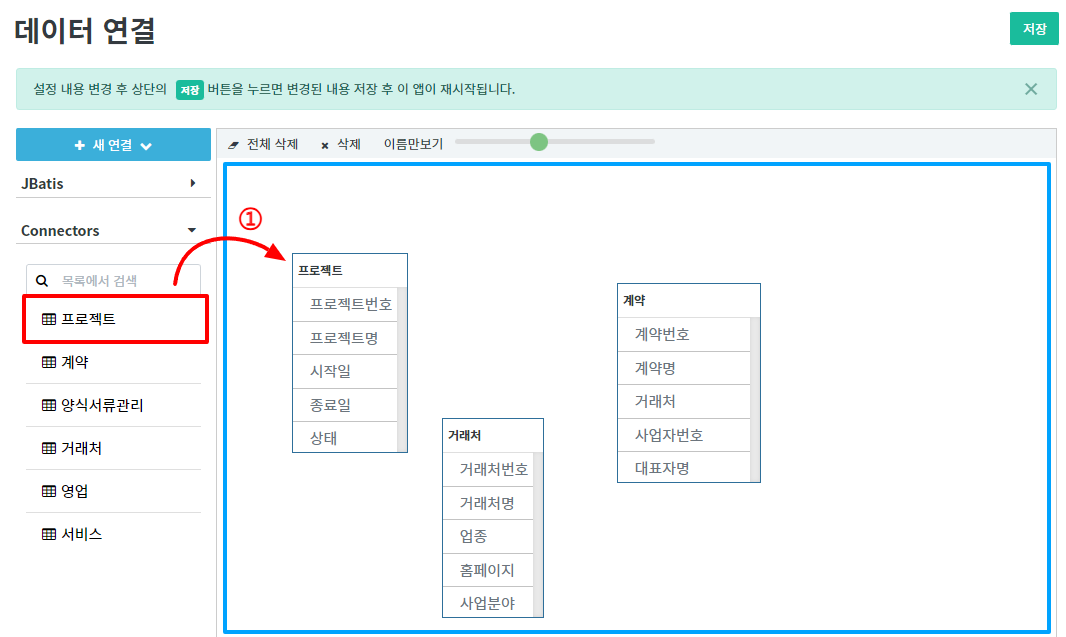 데이터 연결
저장
설정 내용 변경 후 상단의 저장 버튼을 누르면 변경된 내용 저장 후 이 앱이 재시작됩니다.
새 연결
전체 삭제 삭제 이름만보기
JBatis
Connectors
①
목록에서 검색
프로젝트
계약
양식서류관리
거래처
영업
서비스
프로젝트
프로젝트번호
프로젝트명
시작일
종료일
상태
거래처
거래처번호
거래처명
업종
홈페이지
사업분야
계약
계약번호
계약명
거래처
사업자번호
대표자명